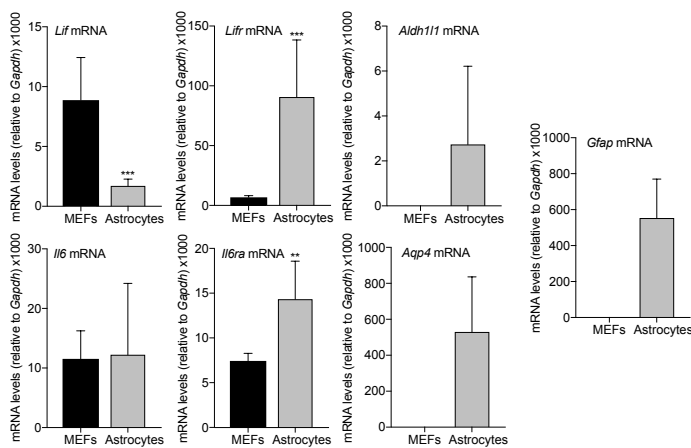 Lif mRNA
mRNA levels (relative to Gapdh) x1000
15
10
5
0
MEFs Astrocytes
***
Lifr mRNA
mRNA levels (relative to Gapdh) x1000
150
100
50
0
MEFs Astrocytes
***
Aldh1l1 mRNA
mRNA levels (relative to Gapdh) x1000
8
6
4
2
0
MEFs Astrocytes
Gfap mRNA
mRNA levels (relative to Gapdh) x1000
1000
800
600
400
200
0
MEFs Astrocytes
Il6 mRNA
mRNA levels (relative to Gapdh) x1000
30
20
10
0
MEFs Astrocytes
Il6ra mRNA
mRNA levels (relative to Gapdh) x1000
20
15
10
5
0
MEFs Astrocytes
**
Aqp4 mRNA
mRNA levels (relative to Gapdh) x1000
1000
800
600
400
200
0
MEFs Astrocytes